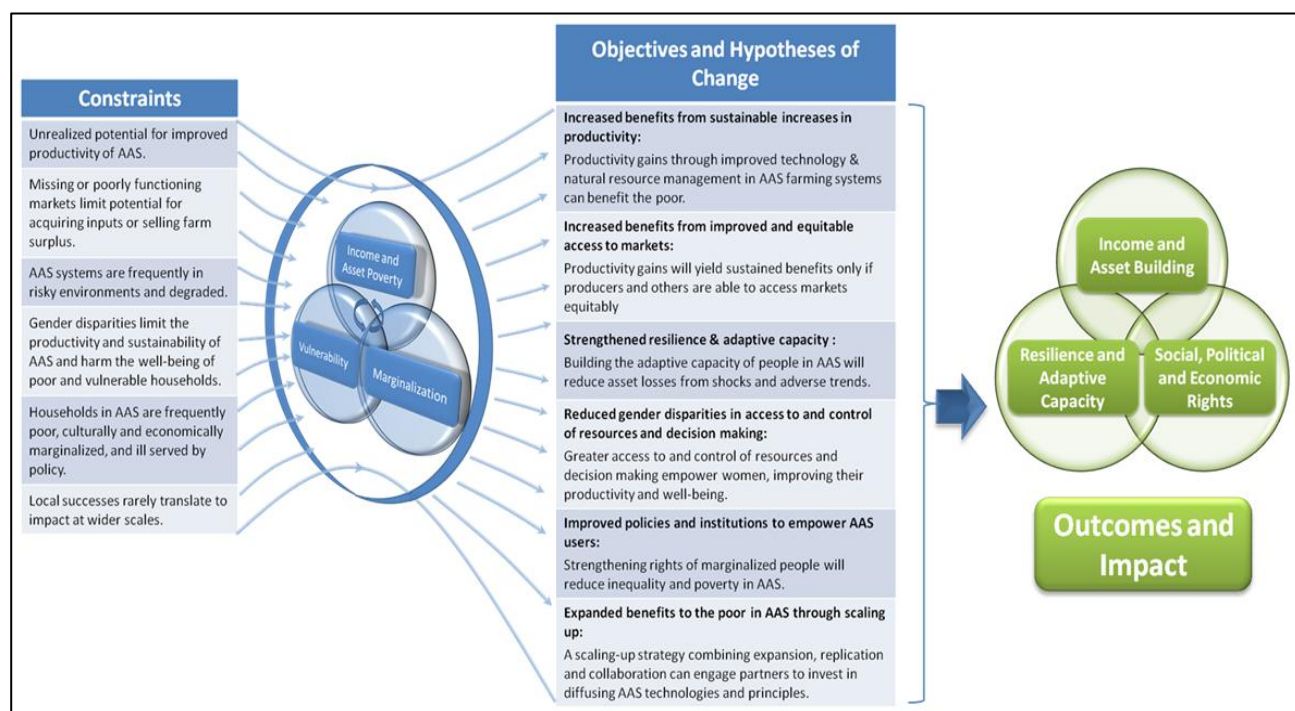 Constraints
Unrealized potential for improved
productivity of AAS.
Missing or poorly functioning
markets limit potential for
acquiring inputs or selling farm
surplus.
AAS systems are frequently in
risky environments and degraded.
Gender disparities limit the
productivity and sustainability of
AAS and harm the well-being of
poor and vulnerable households.
Households in AAS are frequently
poor, culturally and economically
marginalized, and ill served by
policy.
Local successes rarely translate to
impact at wider scales.
Income and
Asset Poverty
Vulnerability
Marginalization
Objectives and Hypotheses of
Change
Increased benefits from sustainable increases in
productivity:
Productivity gains through improved technology &
natural resource management in AAS farming systems
can benefit the poor.
Increased benefits from improved and equitable
access to markets:
Productivity gains will yield sustained benefits only if
producers and others are able to access markets
equitably
Strengthened resilience & adaptive capacity :
Building the adaptive capacity of people in AAS will
reduce asset losses from shocks and adverse trends.
Reduced gender disparities in access to and control
of resources and decision making:
Greater access to and control of resources and
decision making empower women, improving their
productivity and well-being.
Improved policies and institutions to empower AAS
users:
Strengthening rights of marginalized people will
reduce inequality and poverty in AAS.
Expanded benefits to the poor in AAS through scaling
up:
A scaling-up strategy combining expansion, replication
and collaboration can engage partners to invest in
diffusing AAS technologies and principles.
Income and
Asset Building
Resilience and
Adaptive
Capacity
Social, Political
and Economic
Rights
Outcomes and
Impact